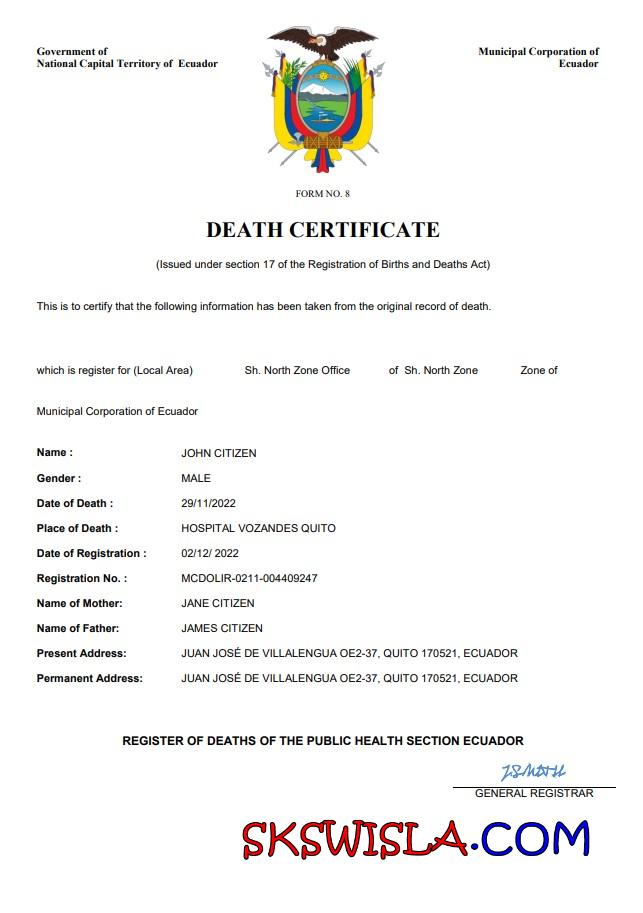 Government of
National Capital Territory of Ecuador
Municipal Corporation of
Ecuador
FORM NO. 8
DEATH CERTIFICATE
(Issued under section 17 of the Registration of Births and Deaths Act)
This is to certify that the following information has been taken from the original record of death.
which is register for (Local Area) Sh. North Zone Office of Sh. North Zone Zone of
Municipal Corporation of Ecuador
Name : JOHN CITIZEN
Gender : MALE
Date of Death : 29/11/2022
Place of Death : HOSPITAL VOZANDES QUITO
Date of Registration : 02/12/ 2022
Registration No. : MCDOLIR-0211-004409247
Name of Mother: JANE CITIZEN
Name of Father: JAMES CITIZEN
Present Address: JUAN JOSÉ DE VILLALENGUA OE2-37, QUITO 170521, ECUADOR
Permanent Address: JUAN JOSÉ DE VILLALENGUA OE2-37, QUITO 170521, ECUADOR
REGISTER OF DEATHS OF THE PUBLIC HEALTH SECTION ECUADOR
GENERAL REGISTRAR
SKSWISLA.COM